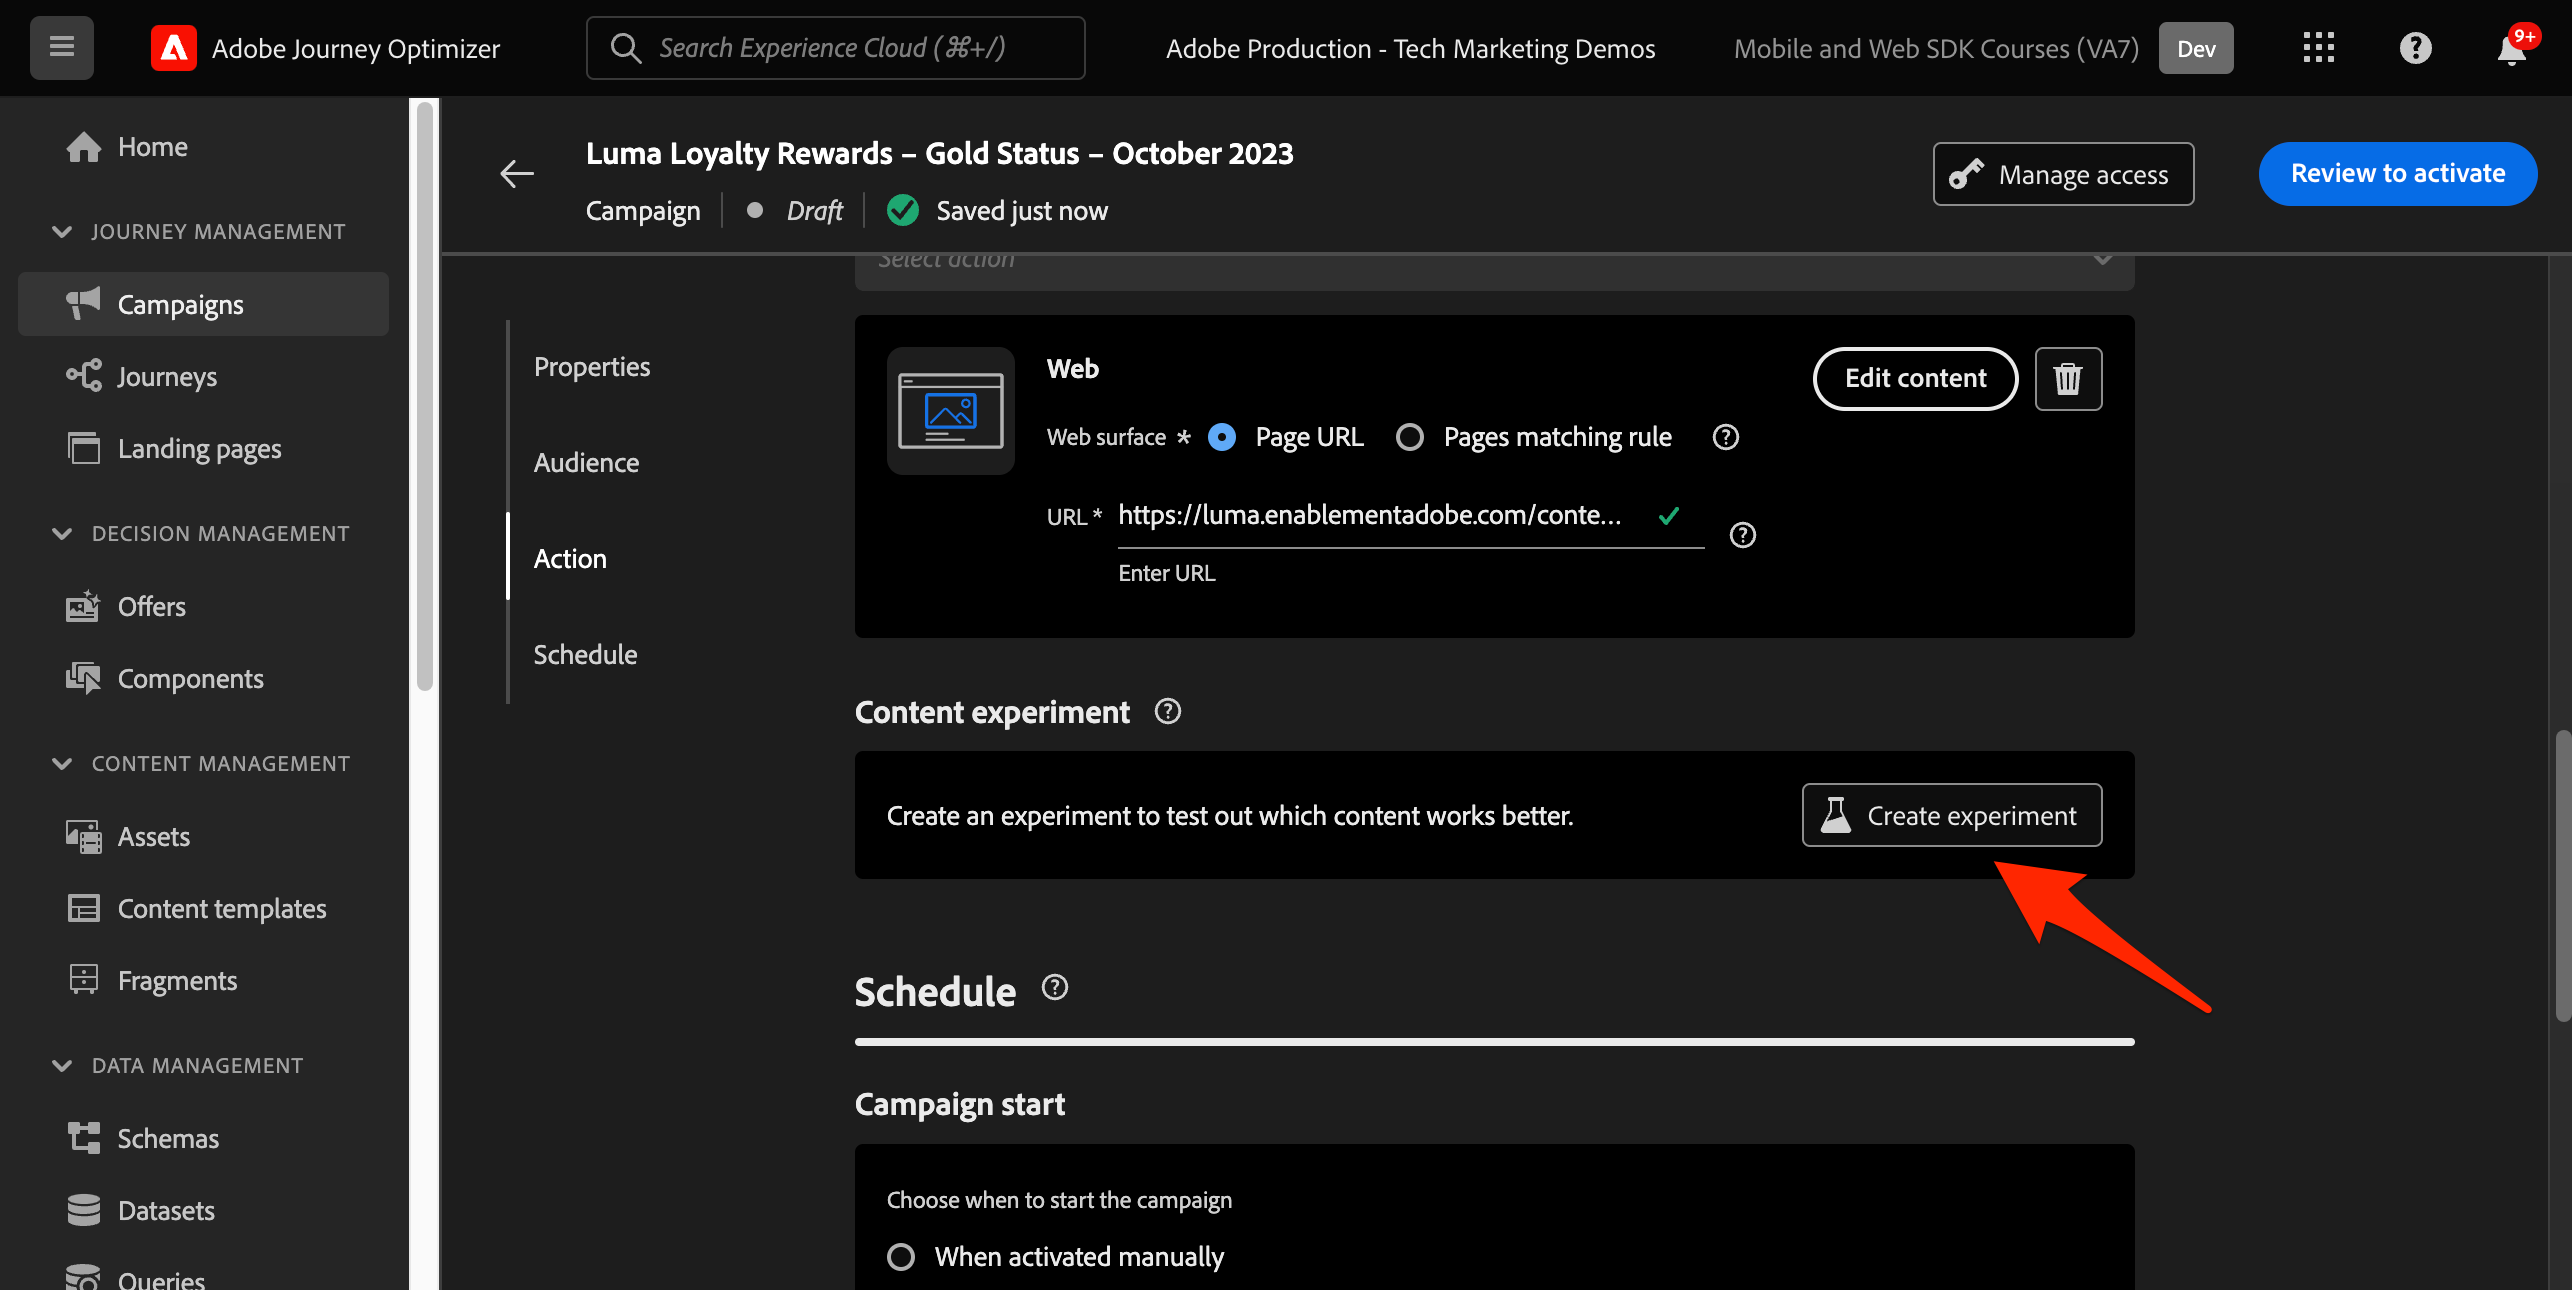 Adobe Journey Optimizer
Search Experience Cloud (⌘+/)
Adobe Production - Tech Marketing Demos
Mobile and Web SDK Courses (VA7)
Dev
9+
Home
JOURNEY MANAGEMENT
Campaigns
Journeys
Landing pages
DECISION MANAGEMENT
Offers
Components
CONTENT MANAGEMENT
Assets
Content templates
Fragments
DATA MANAGEMENT
Schemas
Datasets
Queries
Luma Loyalty Rewards – Gold Status – October 2023
Campaign
Draft
Saved just now
Manage access
Review to activate
Properties
Audience
Action
Schedule
Select action
Web
Edit content
Web surface *
Page URL
Pages matching rule
URL *
https://luma.enablementadobe.com/conte...
Enter URL
Content experiment
Create an experiment to test out which content works better.
Create experiment
Schedule
Campaign start
Choose when to start the campaign
When activated manually